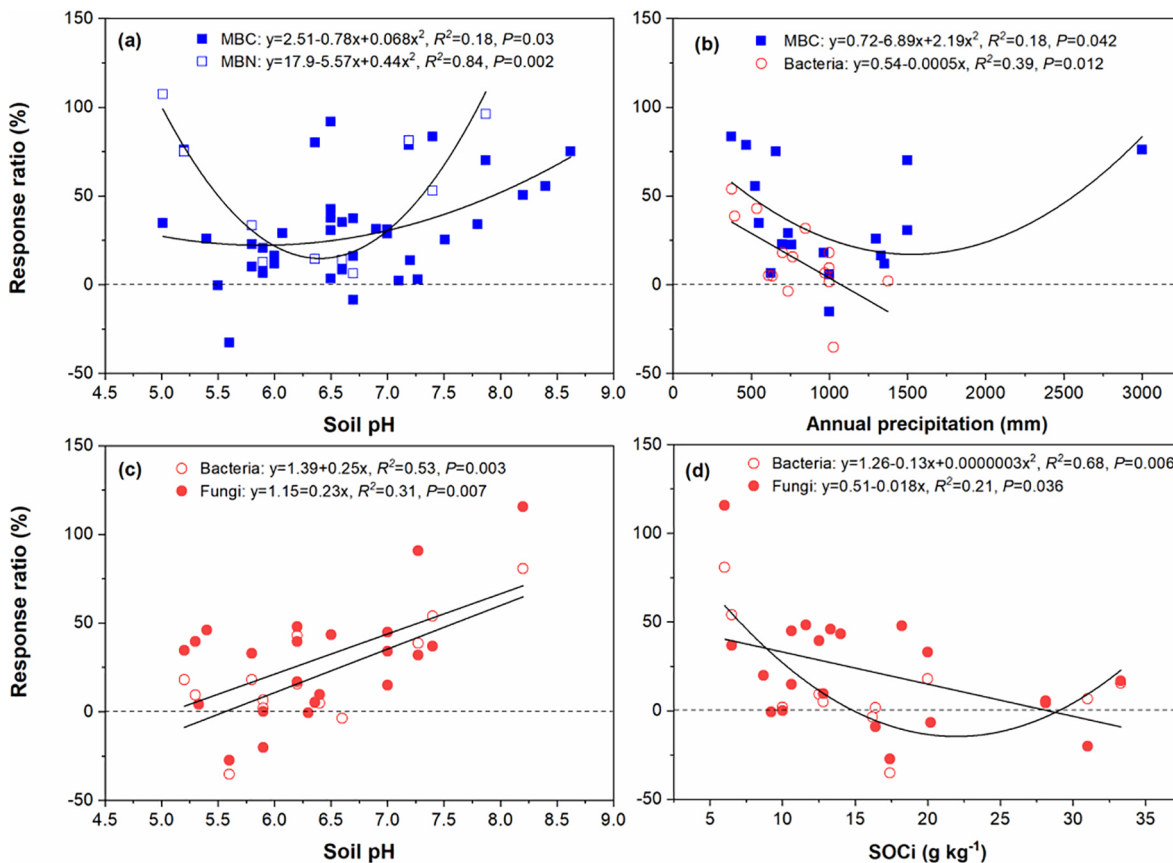 (a)
MBC: y=2.51-0.78x+0.068x², R²=0.18, P=0.03
MBN: y=17.9-5.57x+0.44x², R²=0.84, P=0.002
Response ratio (%)
150
100
50
0
-50
4.5 5.0 5.5 6.0 6.5 7.0 7.5 8.0 8.5 9.0
Soil pH
(b)
MBC: y=0.72-6.89x+2.19x², R²=0.18, P=0.042
Bacteria: y=0.54-0.0005x, R²=0.39, P=0.012
150
100
50
0
-50
0 500 1000 1500 2000 2500 3000
Annual precipitation (mm)
(c)
Bacteria: y=1.39+0.25x, R²=0.53, P=0.003
Fungi: y=1.15=0.23x, R²=0.31, P=0.007
Response ratio (%)
150
100
50
0
-50
4.5 5.0 5.5 6.0 6.5 7.0 7.5 8.0 8.5 9.0
Soil pH
(d)
Bacteria: y=1.26-0.13x+0.0000003x², R²=0.68, P=0.006
Fungi: y=0.51-0.018x, R²=0.21, P=0.036
150
100
50
0
-50
5 10 15 20 25 30 35
SOCi (g kg⁻¹)